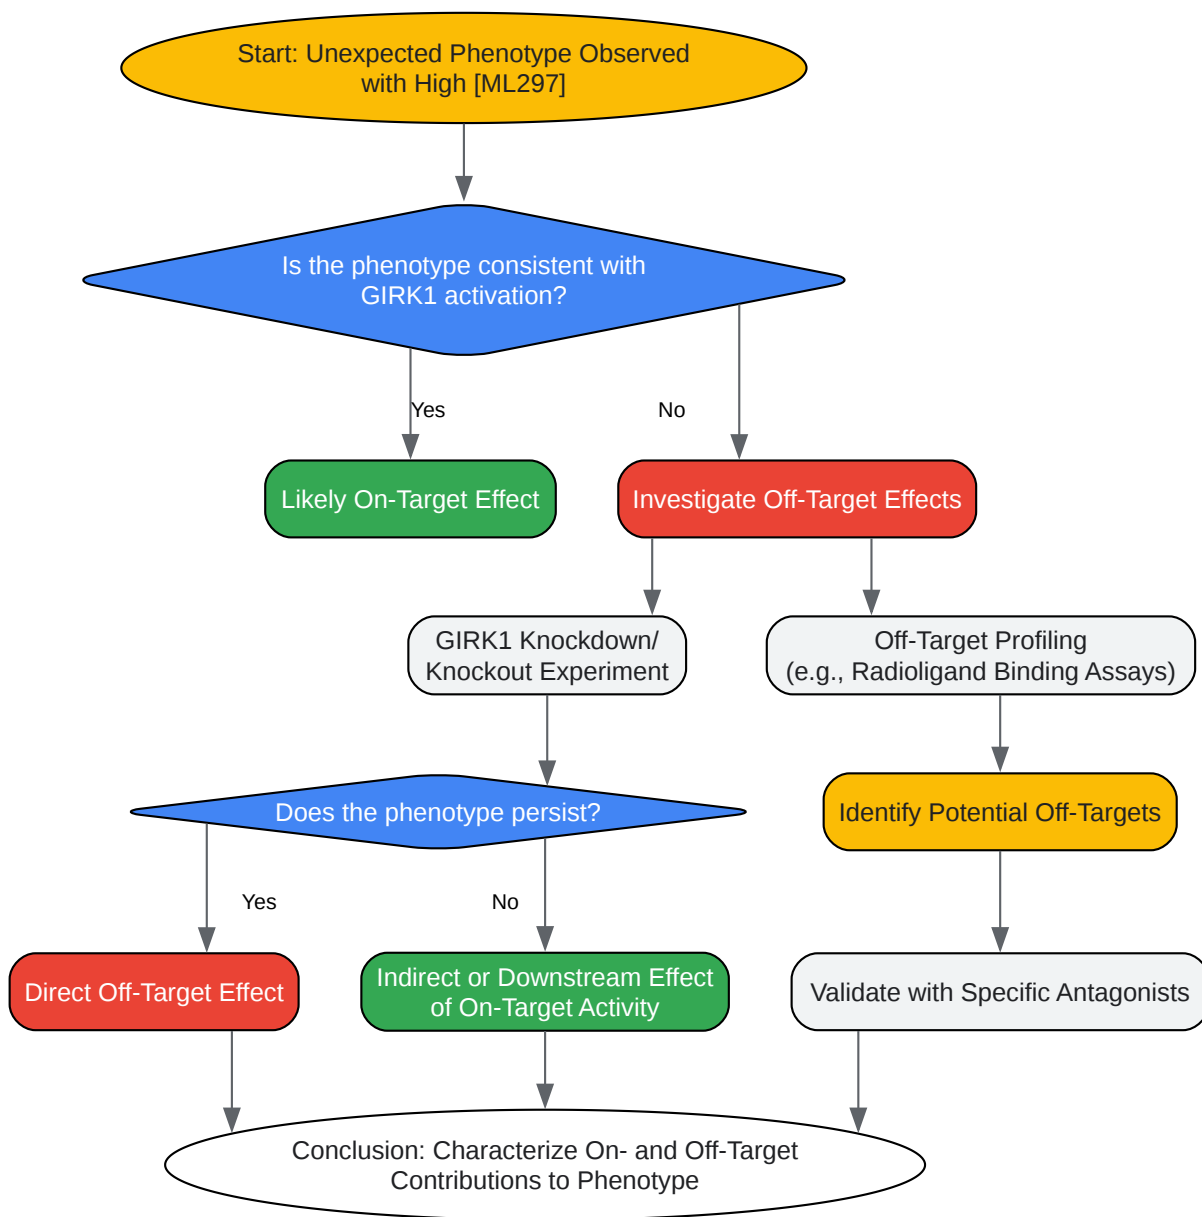 Start: Unexpected Phenotype Observed
with High [ML297]
Is the phenotype consistent with
GIRK1 activation?
Yes
No
Likely On-Target Effect
Investigate Off-Target Effects
GIRK1 Knockdown/
Knockout Experiment
Off-Target Profiling
(e.g., Radioligand Binding Assays)
Does the phenotype persist?
Identify Potential Off-Targets
Yes
No
Direct Off-Target Effect
Indirect or Downstream Effect
of On-Target Activity
Validate with Specific Antagonists
Conclusion: Characterize On- and Off-Target
Contributions to Phenotype